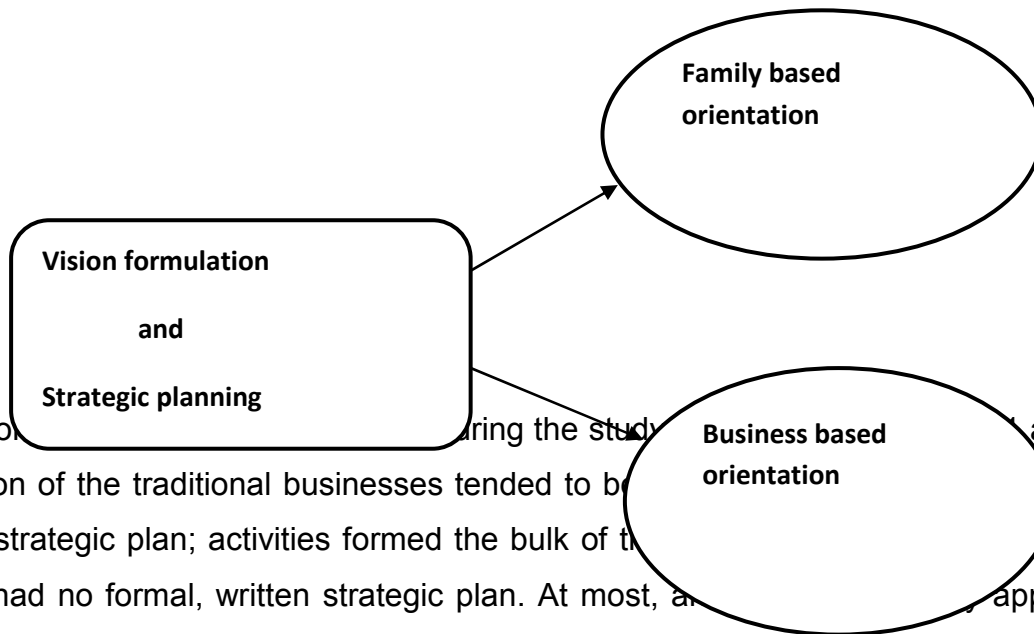 Family based
orientation
Vision formulation
and
Strategic planning
Business based
orientation
uring the study
on of the traditional businesses tended to be
strategic plan; activities formed the bulk of
had no formal, written strategic plan. At most,